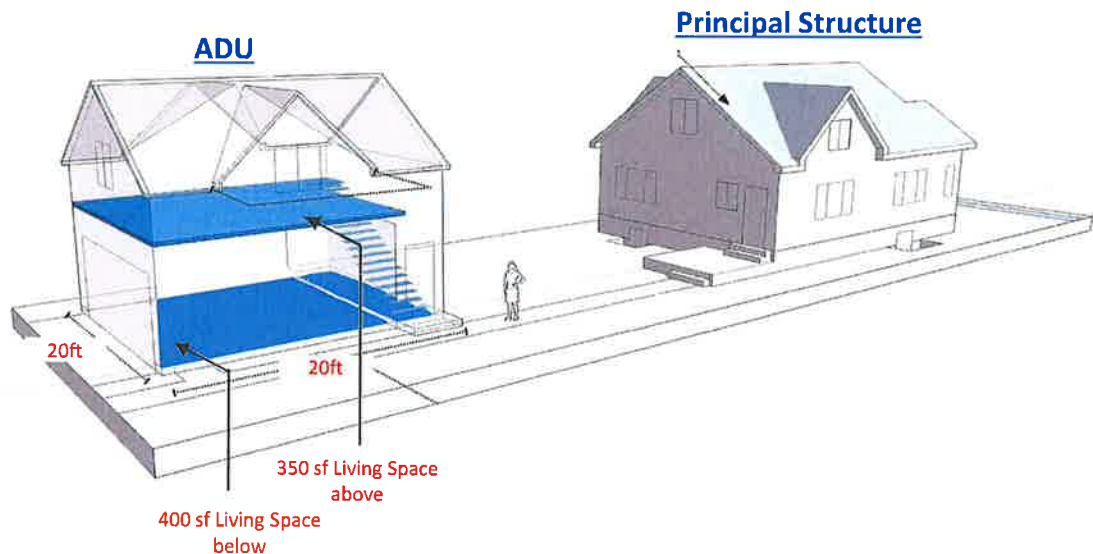 Principal Structure
ADU
20ft
20ft
350 sf Living Space
above
400 sf Living Space
below